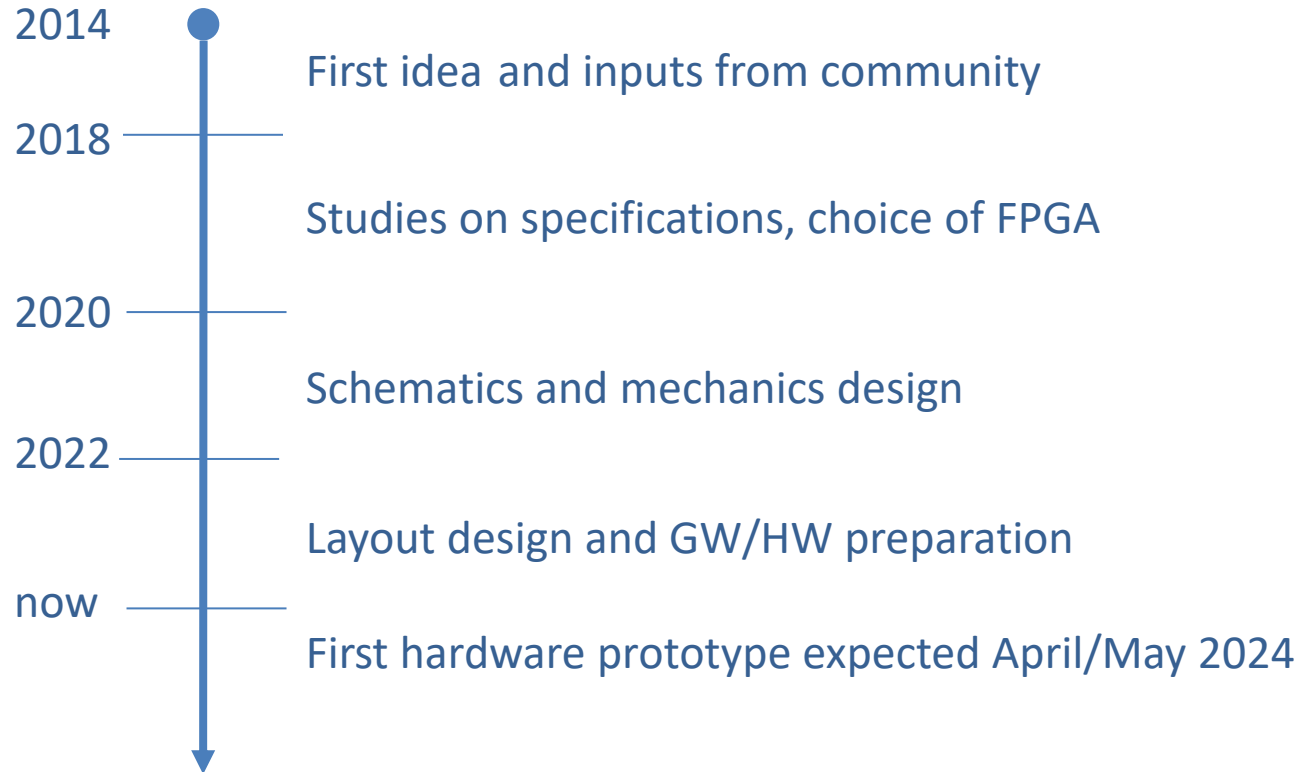 2014
First idea and inputs from community
2018
Studies on specifications, choice of FPGA
2020
Schematics and mechanics design
2022
Layout design and GW/HW preparation
now
First hardware prototype expected April/May 2024